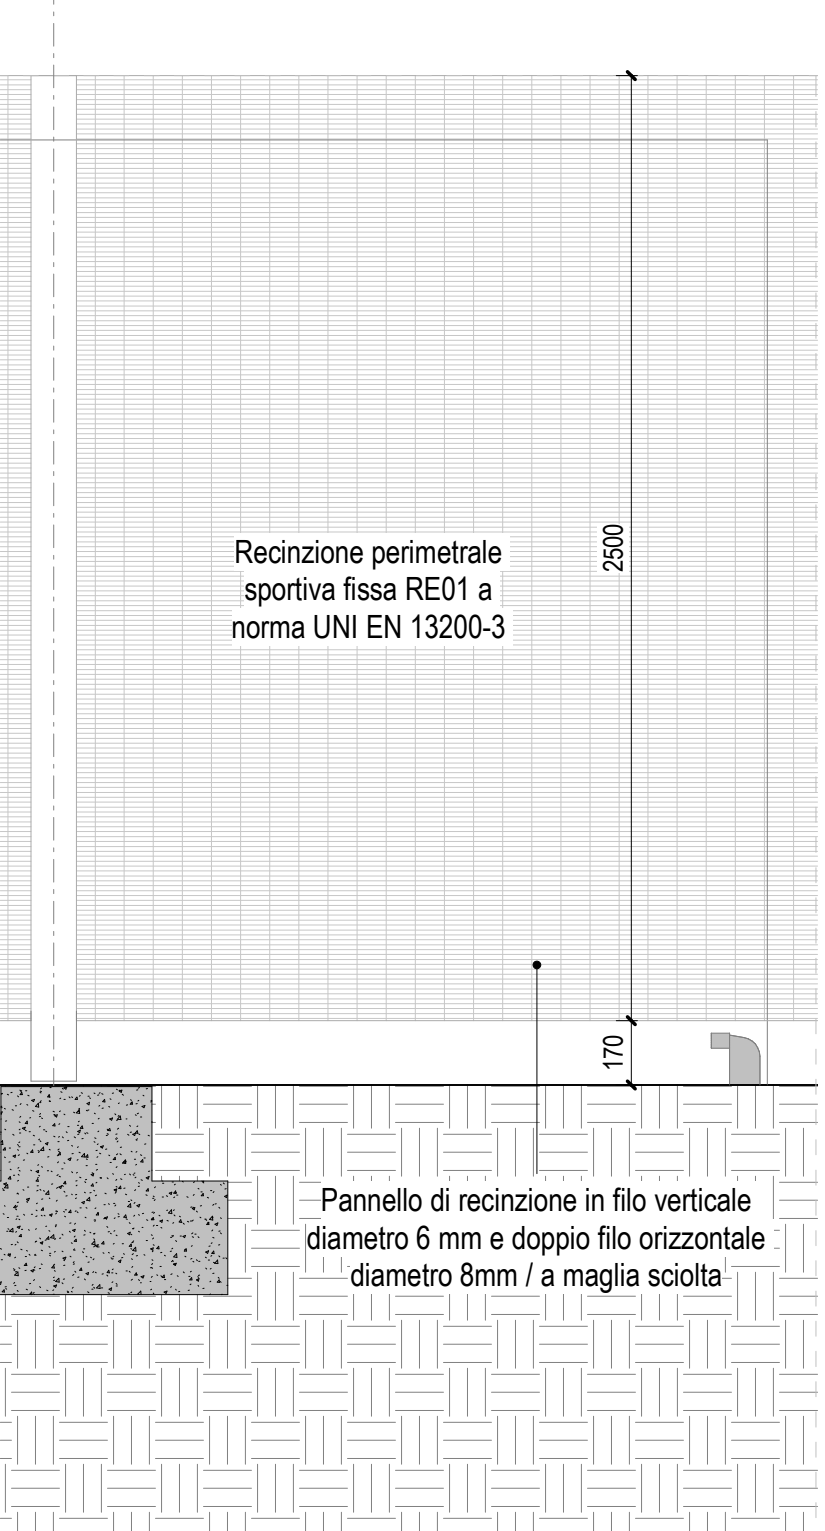 2500
Recinzione perimetrale
sportiva fissa RE01 a
norma UNI EN 13200-3
170
Pannello di recinzione in filo verticale
diametro 6 mm e doppio filo orizzontale
diametro 8mm / a maglia sciolta